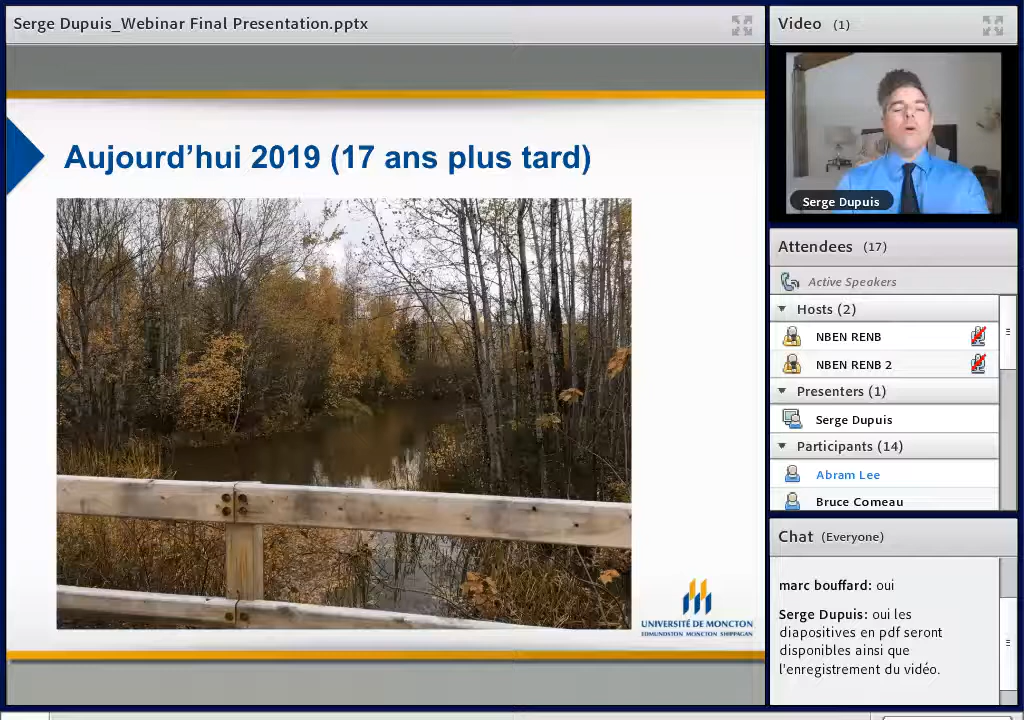 Serge Dupuis_Webinar Final Presentation.pptx
Aujourd’hui 2019 (17 ans plus tard)
UNIVERSITÉ DE MONCTON
EDMUNDSTON MONCTON SHIPPAGAN
Video (1)
Serge Dupuis
Attendees (17)
Active Speakers
Hosts (2)
NBEN RENB
NBEN RENB 2
Presenters (1)
Serge Dupuis
Participants (14)
Abram Lee
Bruce Comeau
Chat (Everyone)
marc bouffard: oui
Serge Dupuis: oui les
diapositives en pdf seront
disponibles ainsi que
l'enregistrement du vidéo.